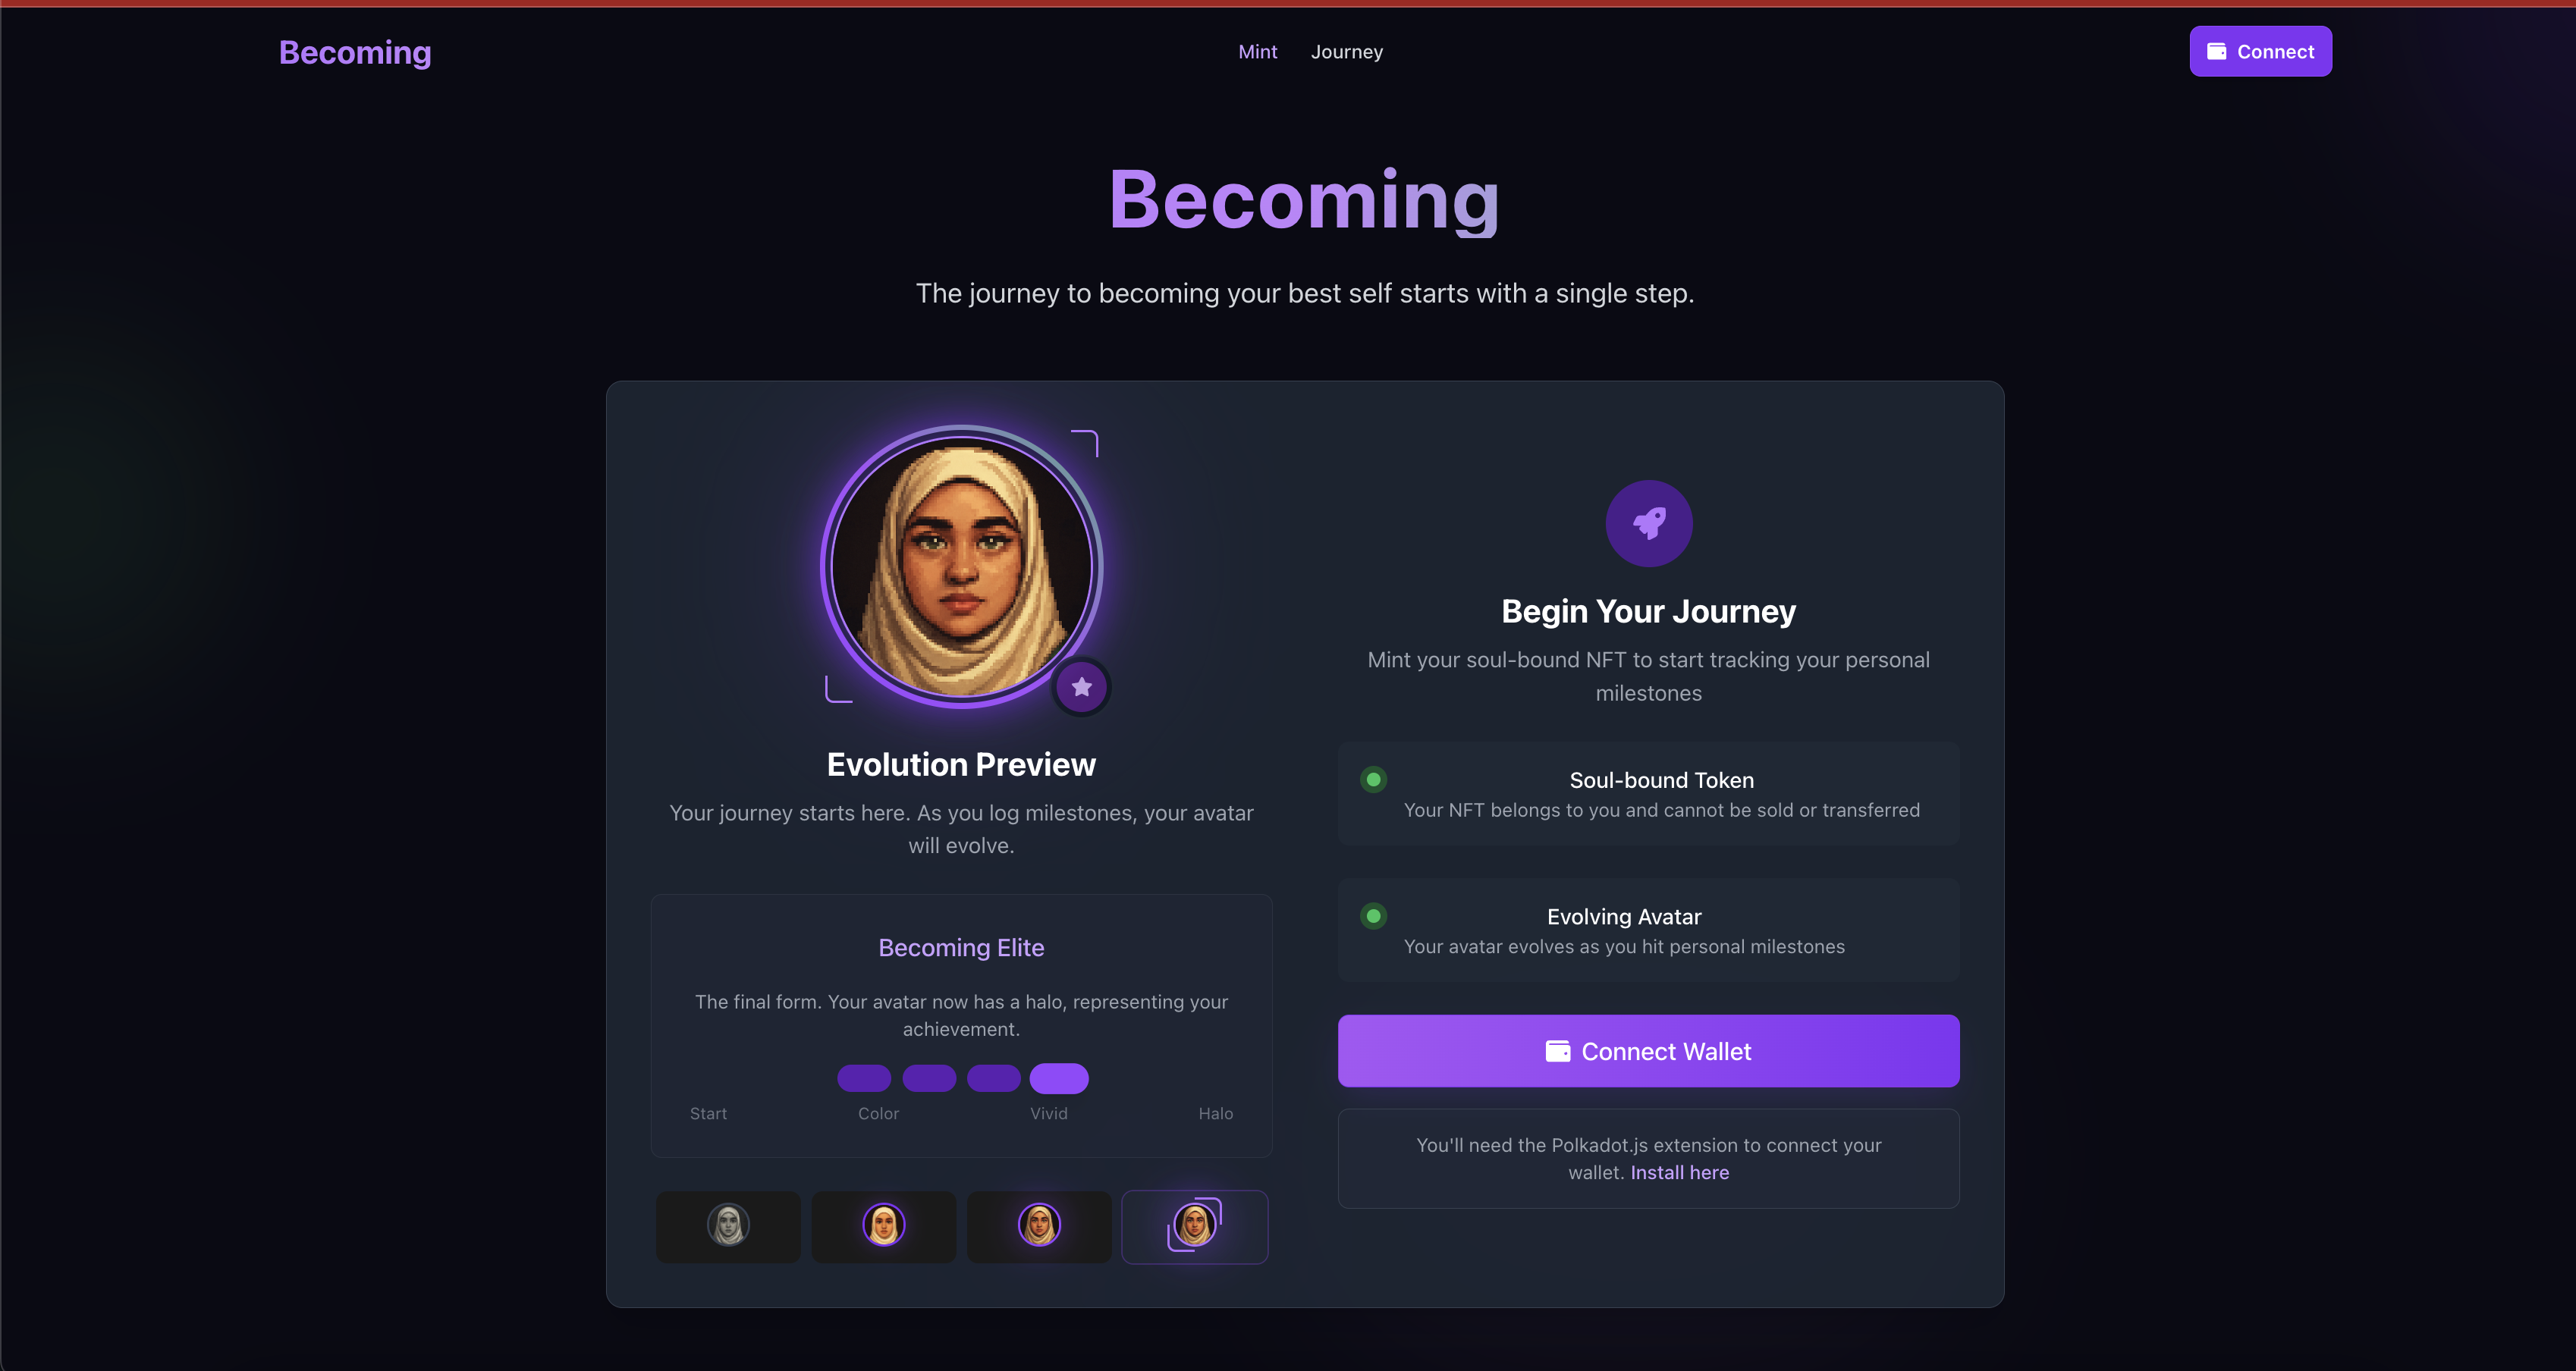 Becoming
Mint
Journey
Connect
Becoming
The journey to becoming your best self starts with a single step.
Evolution Preview
Your journey starts here. As you log milestones, your avatar
will evolve.
Becoming Elite
The final form. Your avatar now has a halo, representing your
achievement.
Start
Color
Vivid
Halo
Begin Your Journey
Mint your soul-bound NFT to start tracking your personal
milestones
Soul-bound Token
Your NFT belongs to you and cannot be sold or transferred
Evolving Avatar
Your avatar evolves as you hit personal milestones
Connect Wallet
You'll need the Polkadot.js extension to connect your
wallet. Install here